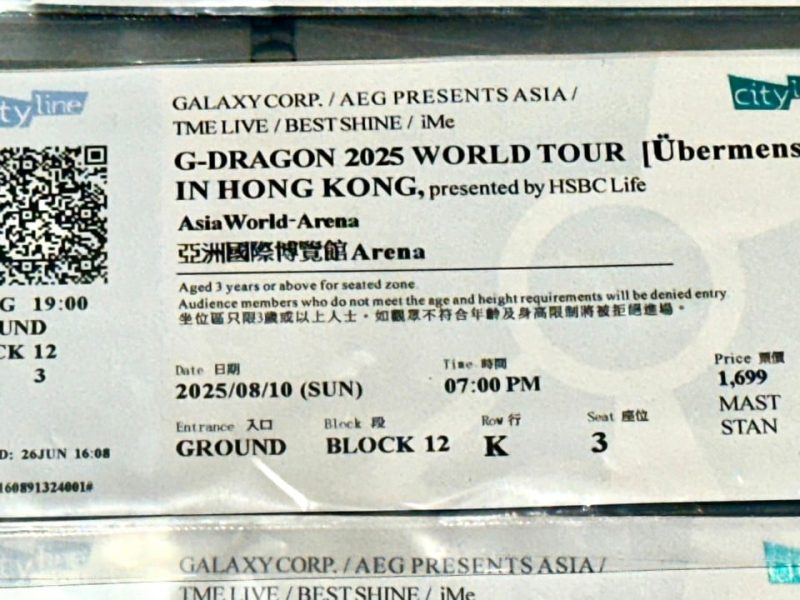 city line
GALAXYCORP. / AEG PRESENTS ASIA /
TME LIVE / BEST SHINE / iMe
G-DRAGON 2025 WORLD TOUR [Übermens
IN HONG KONG, presented by HSBC Life
AsiaWorld-Arena
亞洲國際博覽館 Arena
Aged 3 years or above for seated zone
Audience members who do not meet the age and height requirements will be denied entry
坐位區只限3歲或以上人士。如觀眾不符合年齡及身高限制將被拒絕進場。
Date 日期
2025/08/10 (SUN)
Time 時間
07:00 PM
Price 票價
1,699
MAST
STAN
Entrance 入口
GROUND
Block 段
BLOCK 12
Row 行
K
Seat 座位
3
city
ty line
G 19:00
UND
CK 12
3
D: 26JUN 16:08
160891324001#
GALAXYCORP. / AEG PRESENTS ASIA /
TME LIVE / BEST SHINE / iMe